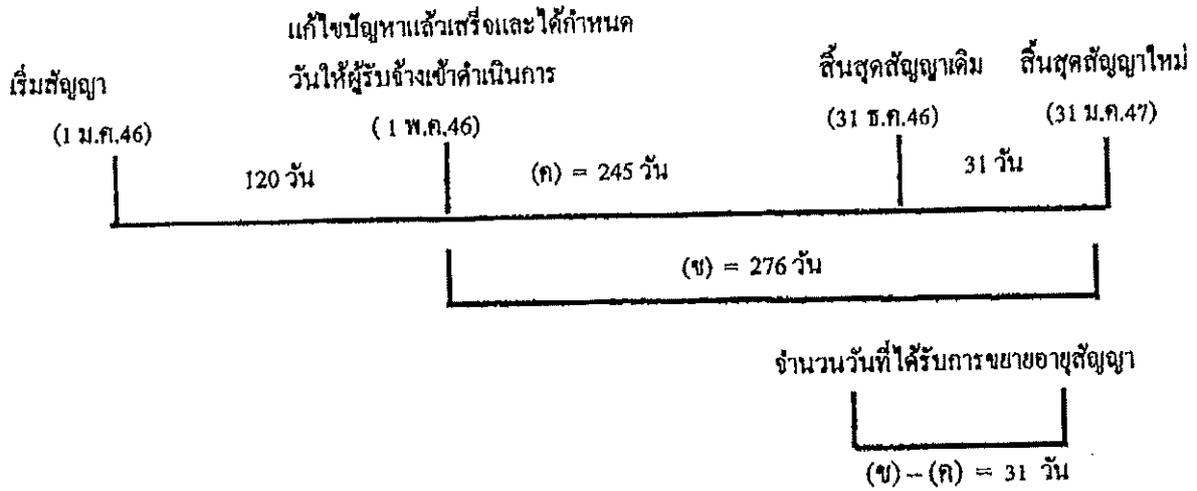 แก้ไขปัญหาแล้วเสร็จและได้กำหนด
วันให้ผู้รับจ้างเข้าดำเนินการ
เริ่มสัญญา
สิ้นสุดสัญญาเดิม
สิ้นสุดสัญญาใหม่
(1 ม.ค.46)
( 1 พ.ค.46)
(31 ธ.ค.46)
(31 ม.ค.47)
120 วัน
(ค) = 245 วัน
31 วัน
(ข) = 276 วัน
จำนวนวันที่ได้รับการขยายอายุสัญญา
(ข) – (ค) = 31 วัน